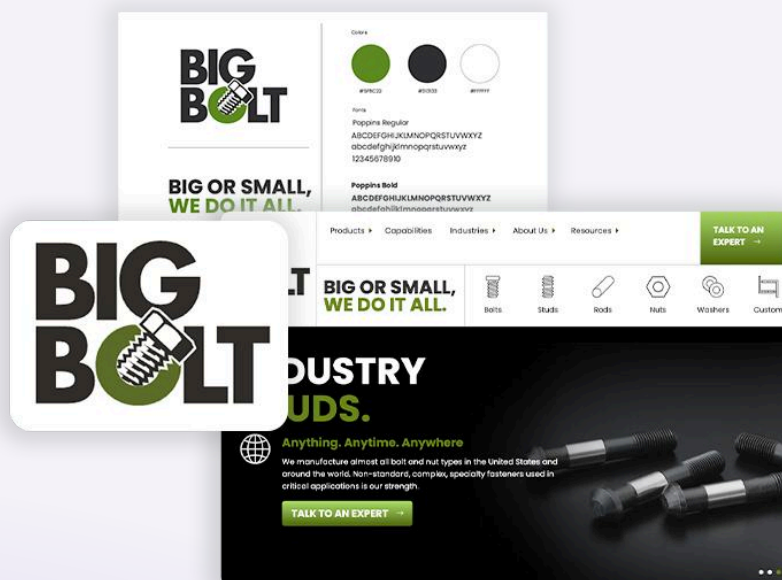 BIG
BOLT
BIG OR SMALL,
WE DO IT ALL.
Colors
#FFFFFF
Fonts
Poppins Regular
ABCDEFGHIJKLMNOPQRSTUVWXYZ
abcdefghijklmnopqrstuvwxyz
12345678910
Poppins Bold
ABCDEFGHIJKLMNOPQRSTUVWXYZ
abcdefghijklmnopqrstuvwxyz
BIG
BOLT
Products Capabilities Industries About Us Resources
TALK TO AN
EXPERT →
LT
BIG OR SMALL,
WE DO IT ALL.
Bolts Studs Rods Nuts Washers Custom
DUSTRY
UDS.
Anything. Anytime. Anywhere
We manufacture almost all bolt and nut types in the United States and
around the world. Non-standard, complex, specialty fasteners used in
critical applications is our strength.
TALK TO AN EXPERT →